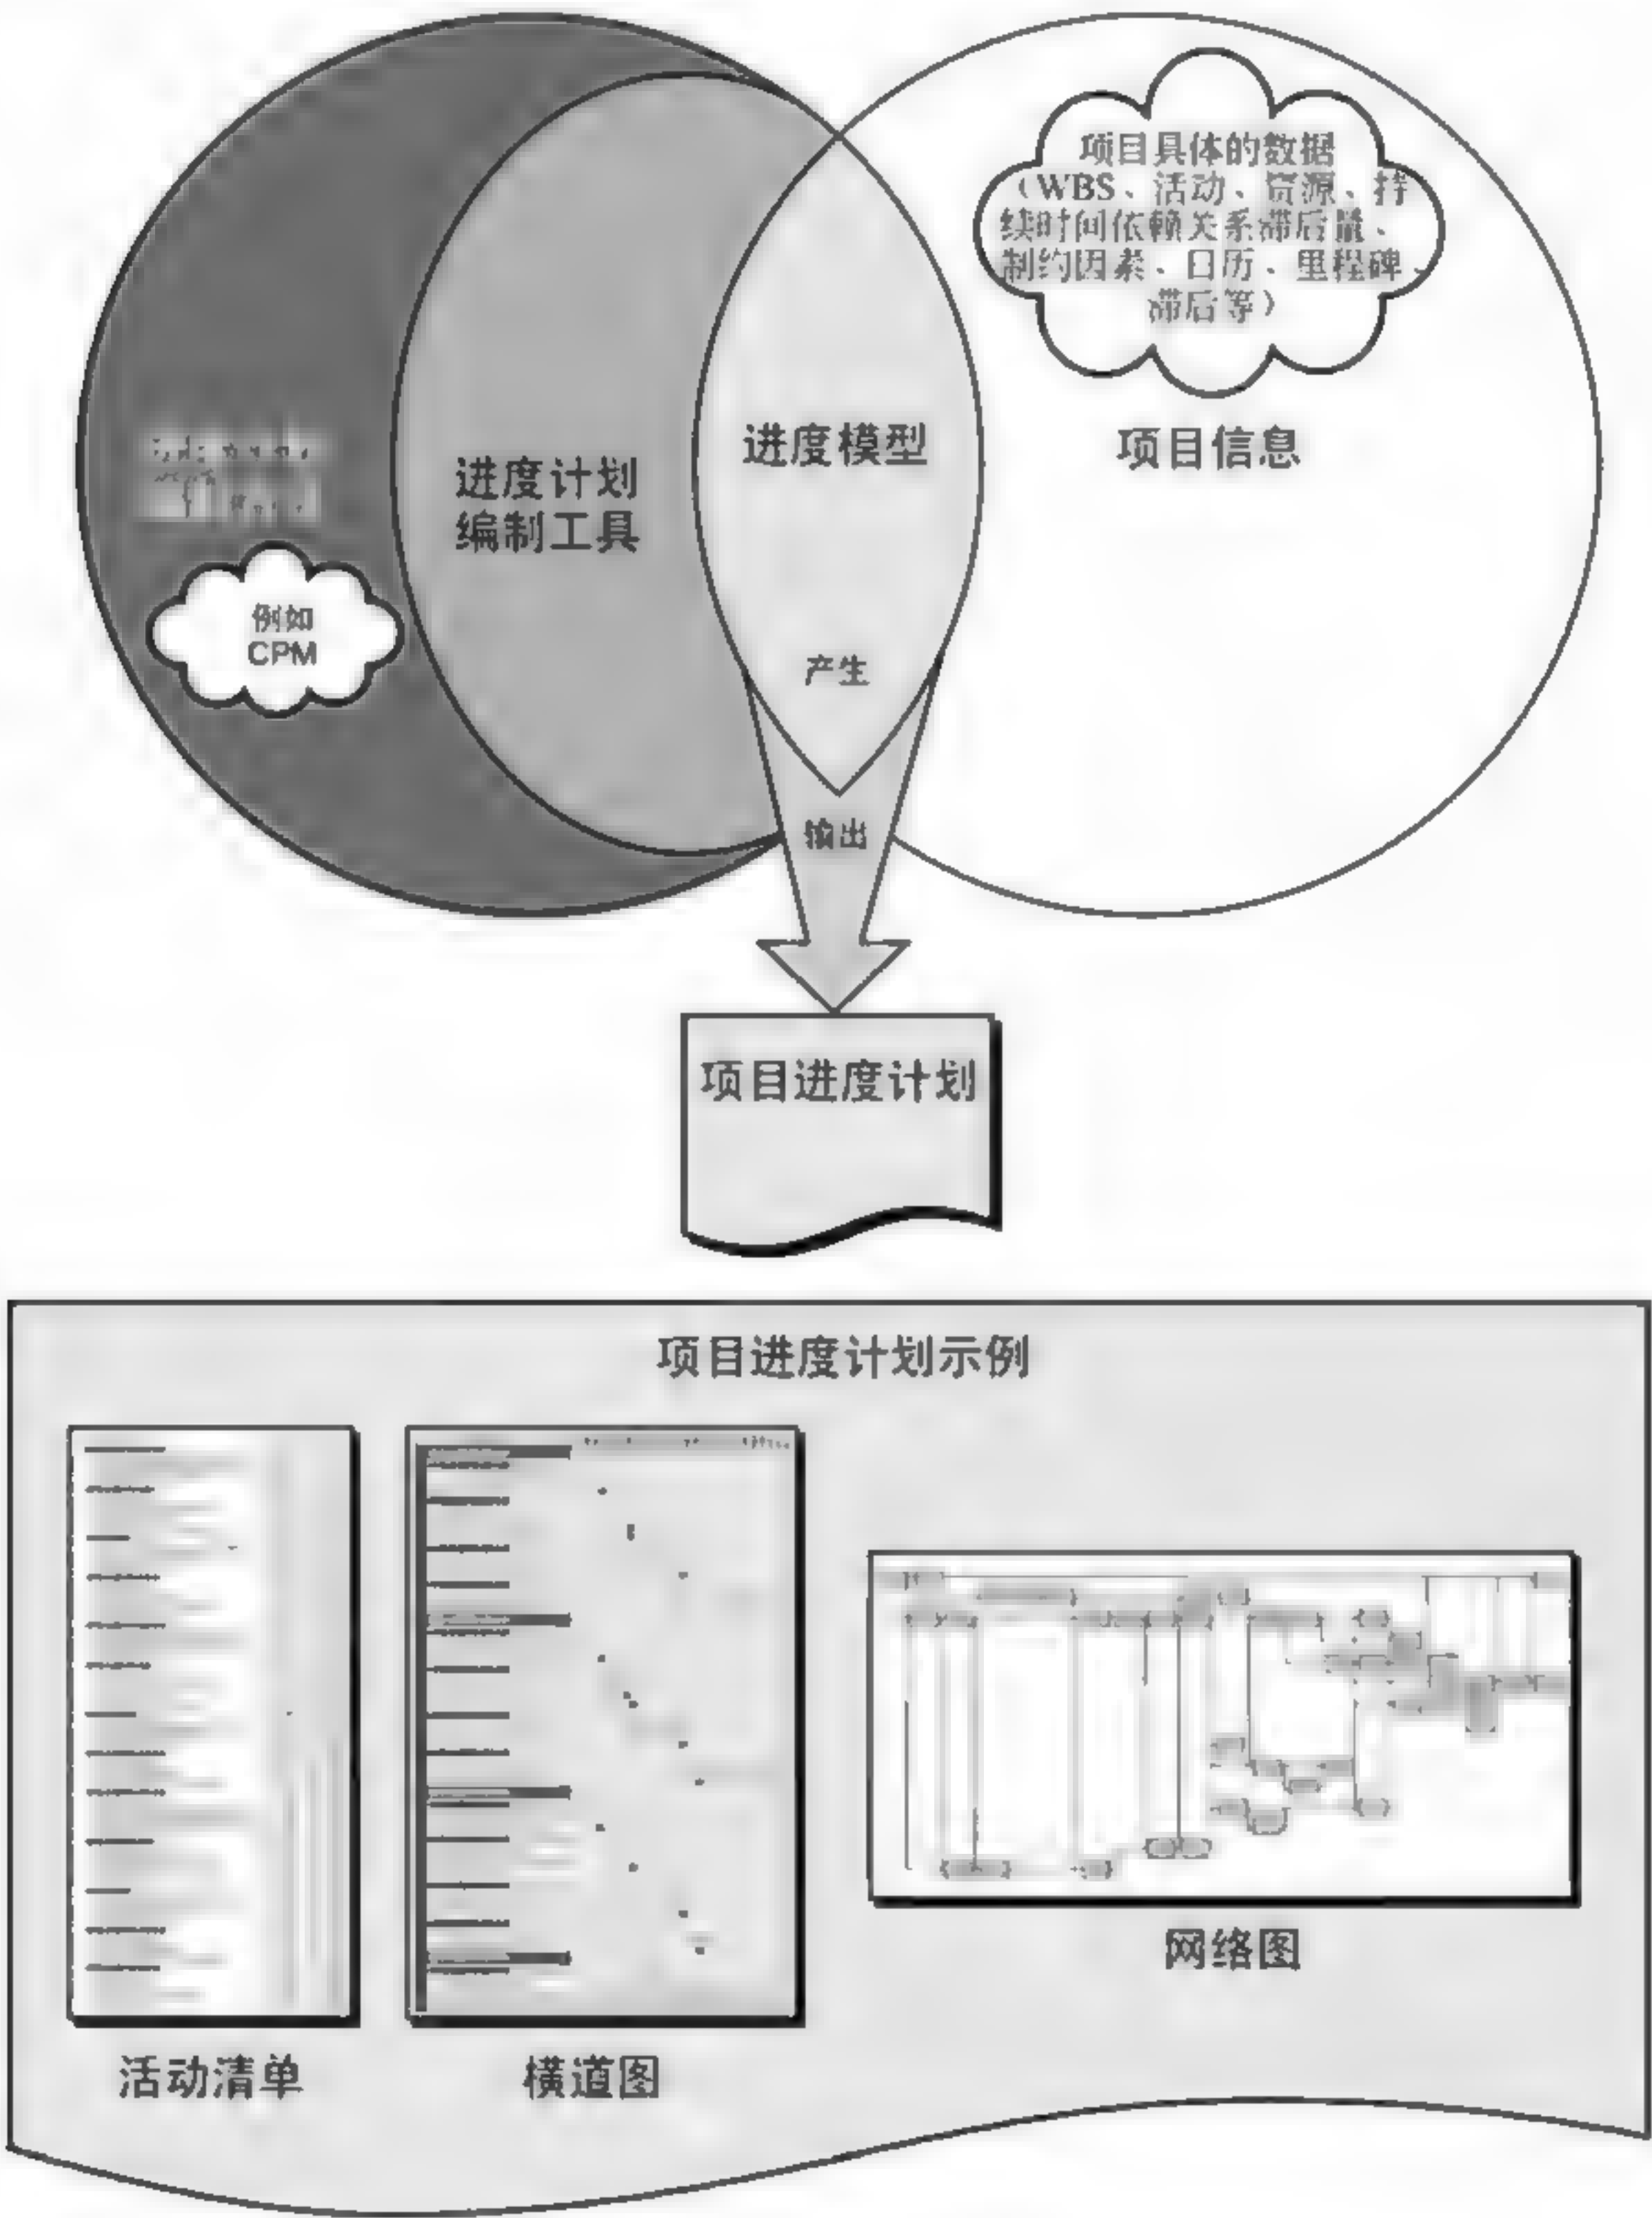 项目具体的数据
（WBS、活动、资源、持
续时间依赖关系滞后量、
制约因素、日历、里程碑、
滞后等）
项目信息
进度模型
进度计划
编制工具
例如
CPM
产生
输出
项目进度计划
项目进度计划示例
活动清单
横道图
网络图